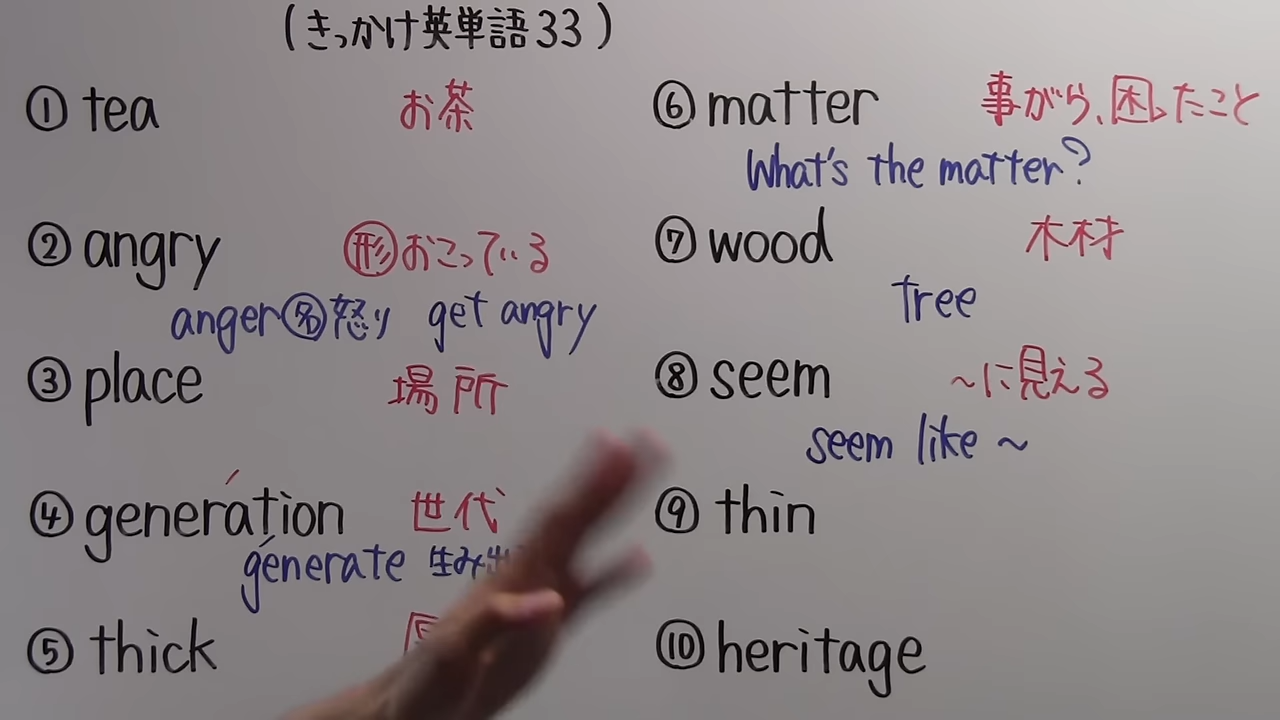 (きっかけ英単語33)
① tea お茶
② angry 形 おこっている
anger 名 怒り get angry
③ place 場所
④ generation 世代
generate 生み
⑤ thick
⑥ matter 事がら、困ったこと
What's the matter?
⑦ wood 木材
tree
⑧ seem ~に見える
seem like ~
⑨ thin
⑩ heritage